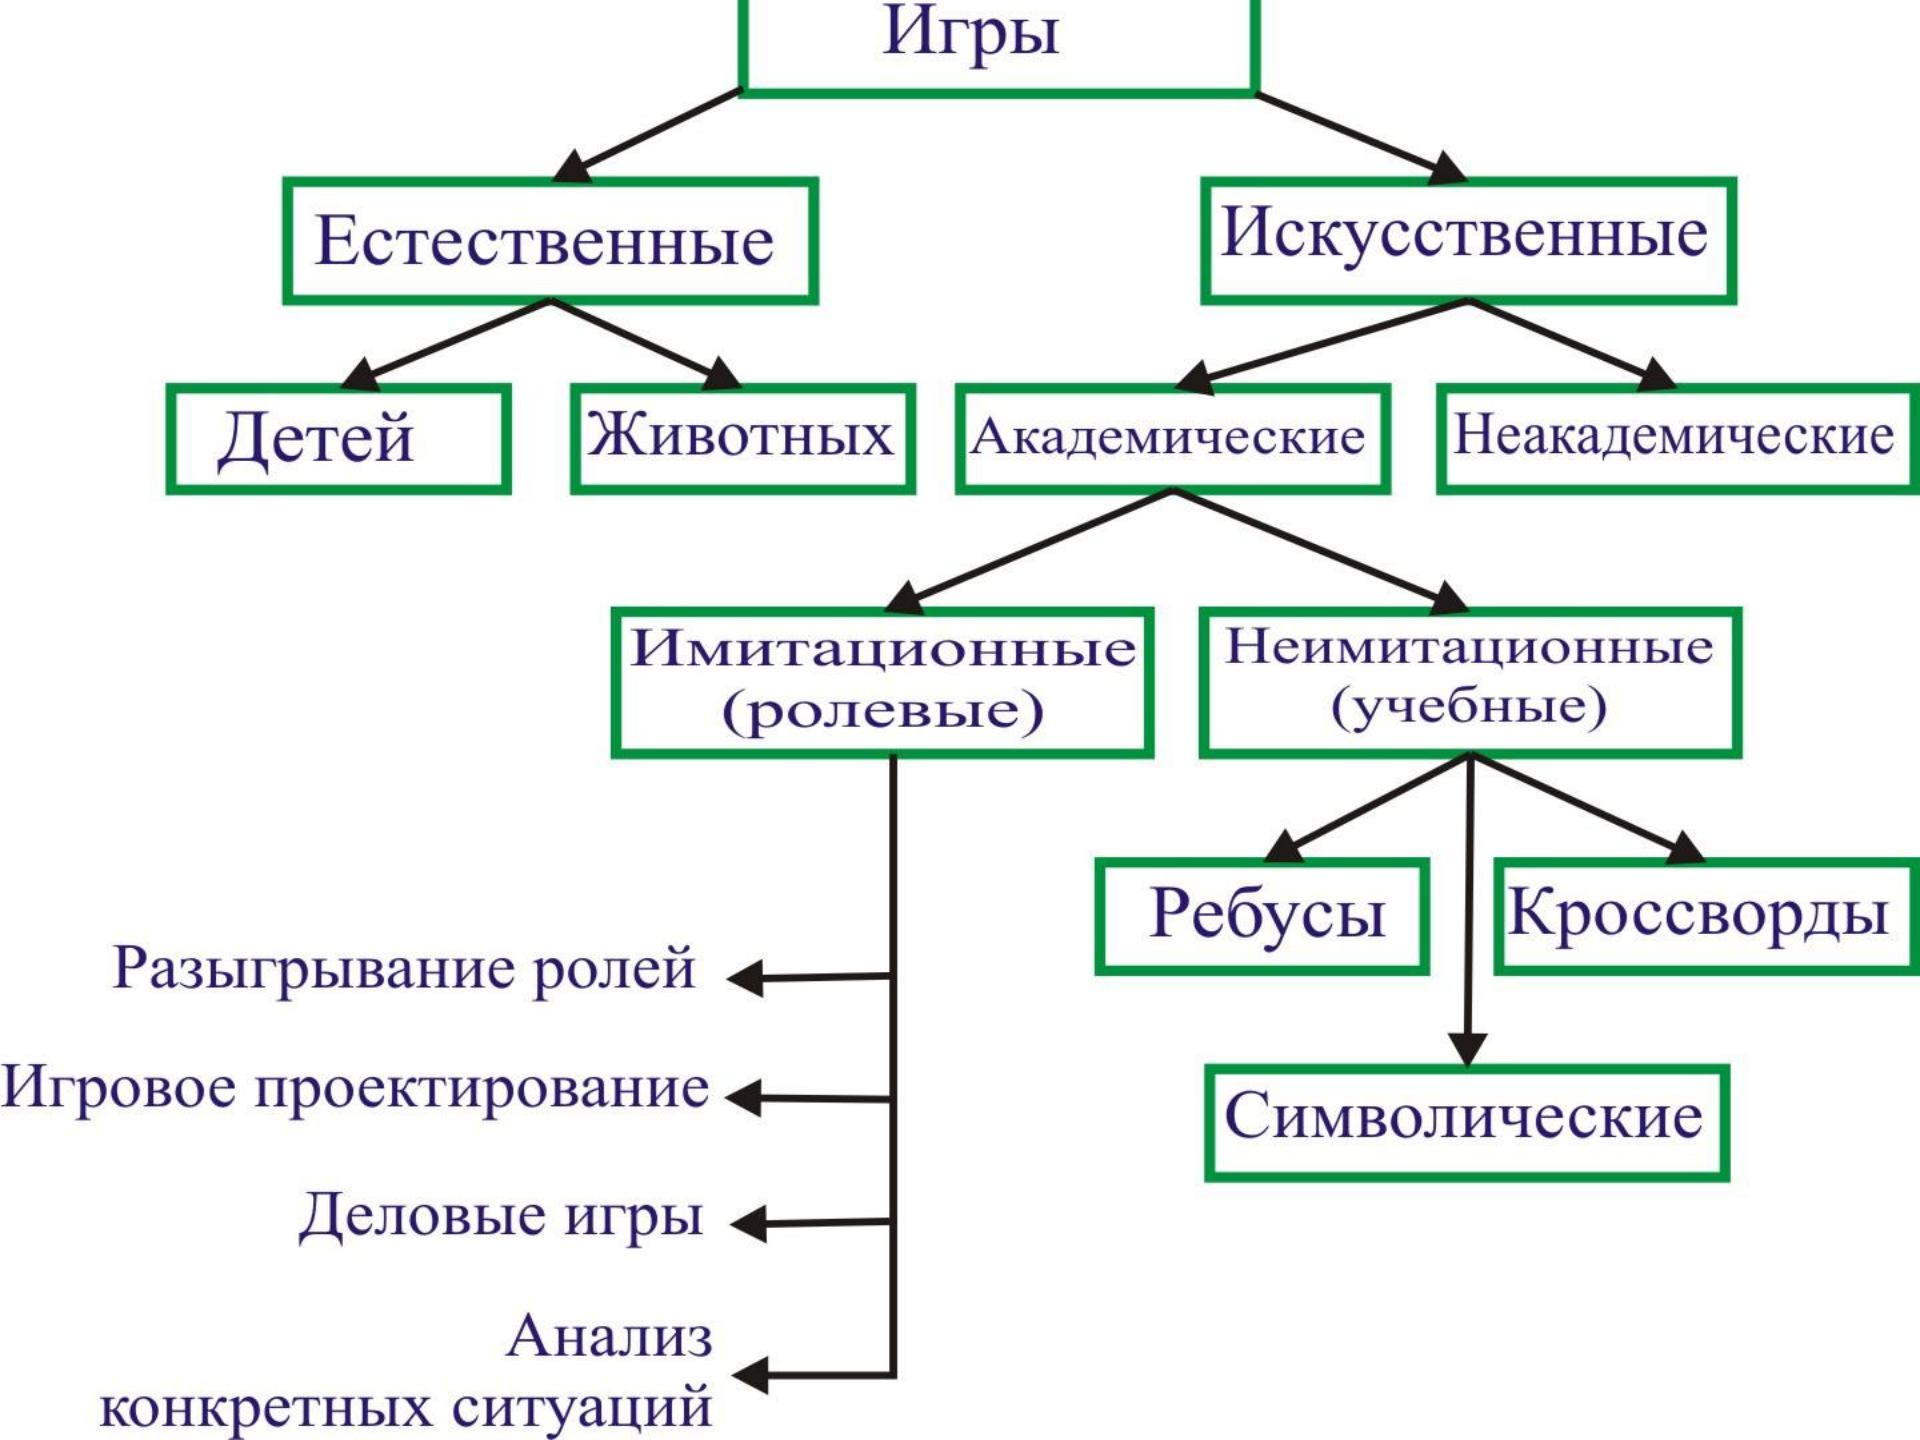 Игры
Естественные
Искусственные
Детей
Животных
Академические
Неакадемические
Имитационные
(ролевые)
Неимитационные
(учебные)
Ребусы
Кроссворды
Символические
Разыгрывание ролей
Игровое проектирование
Деловые игры
Анализ
конкретных ситуаций